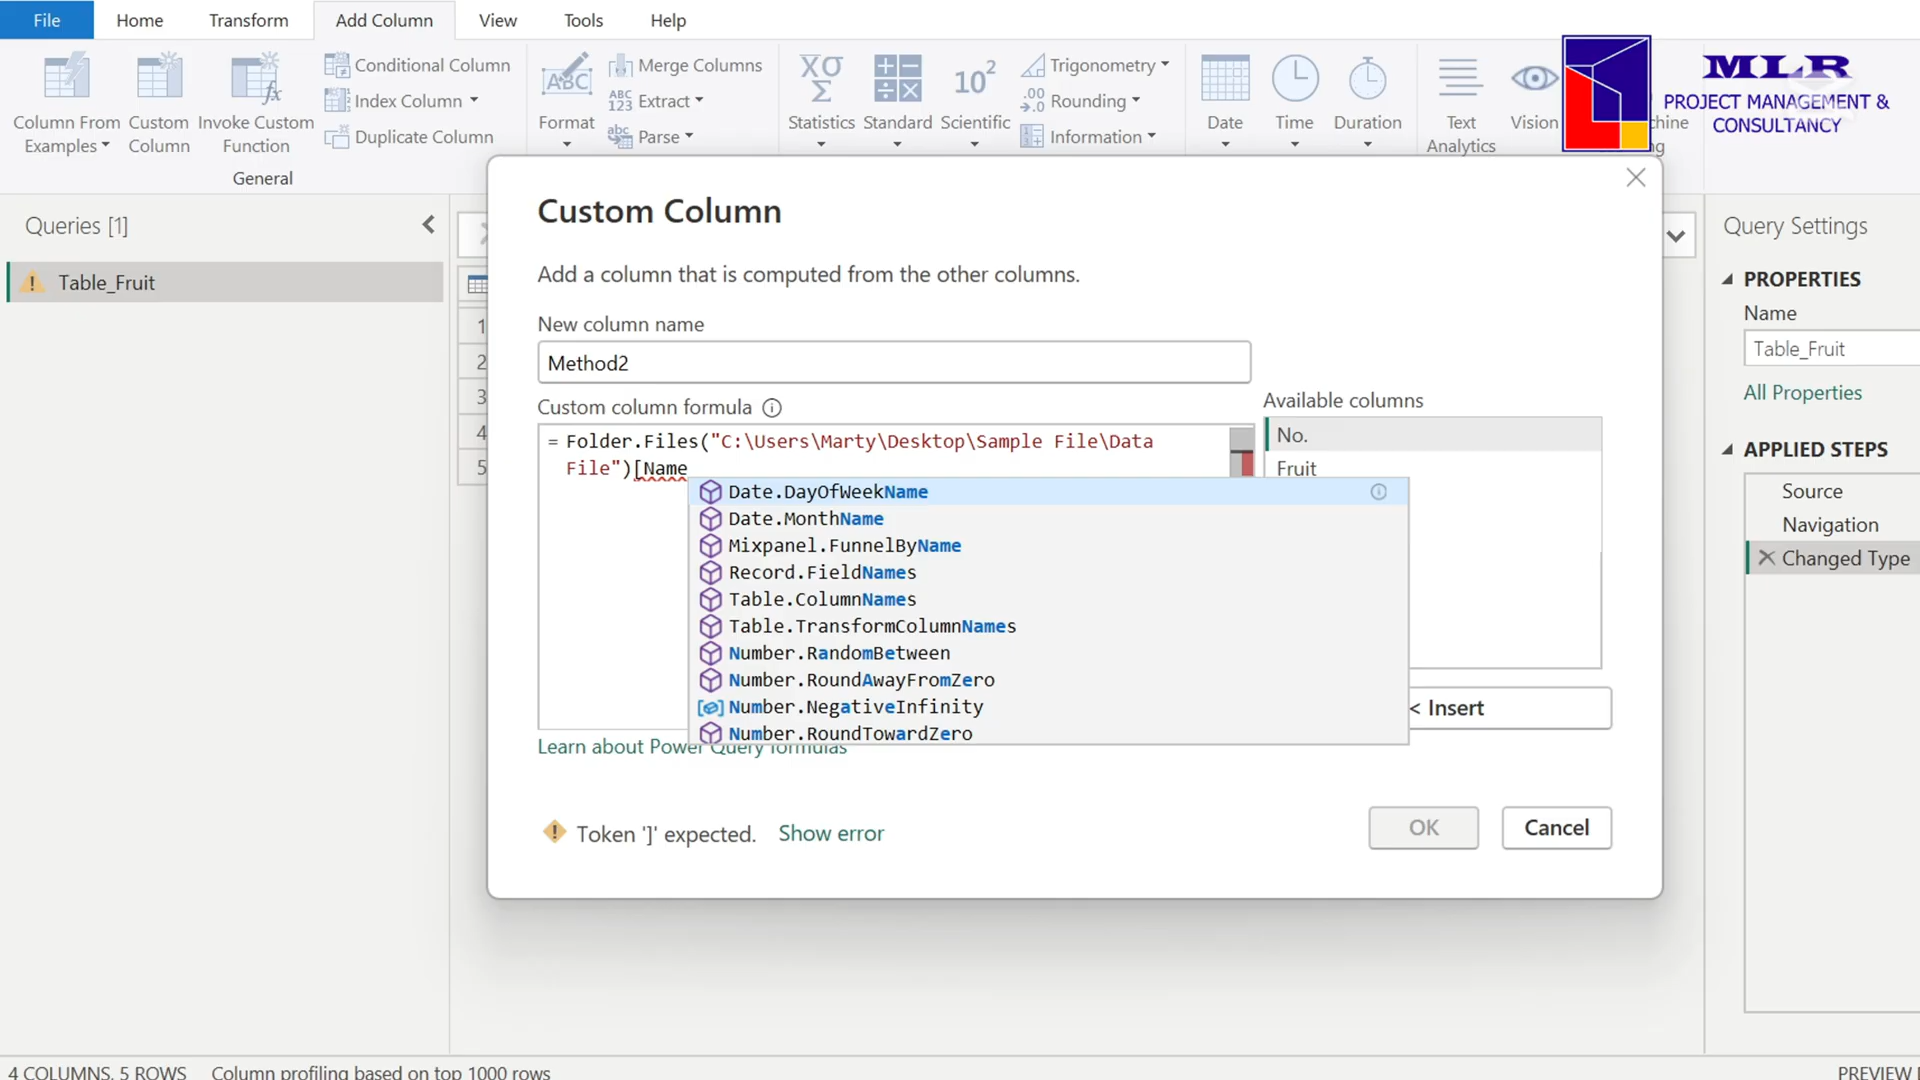 File
Home
Transform
Add Column
View
Tools
Help
Column From
Examples
Custom
Column
Invoke Custom
Function
Conditional Column
Index Column
Duplicate Column
General
ABC
Format
Merge Columns
ABC
123 Extract
abc Parse
Statistics
Standard
10²
Scientific
Trigonometry
.00
→.0 Rounding
Information
Date
Time
Duration
Text
Analytics
Vision
MLR
PROJECT MANAGEMENT &
CONSULTANCY
Queries [1]
Table_Fruit
1
2
3
4
5
Custom Column
Add a column that is computed from the other columns.
New column name
Method2
Custom column formula
= Folder.Files("C:\Users\Marty\Desktop\Sample File\Data
File")[Name
Date.DayOfWeekName
Date.MonthName
Mixpanel.FunnelByName
Record.FieldNames
Table.ColumnNames
Table.TransformColumnNames
Number.RandomBetween
Number.RoundAwayFromZero
Number.NegativeInfinity
Number.RoundTowardZero
Available columns
No.
Fruit
< Insert
Learn about Power Query formulas
Token ']' expected. Show error
OK
Cancel
Query Settings
PROPERTIES
Name
Table_Fruit
All Properties
APPLIED STEPS
Source
Navigation
Changed Type
4 COLUMNS, 5 ROWS
Column profiling based on top 1000 rows
PREVIEW